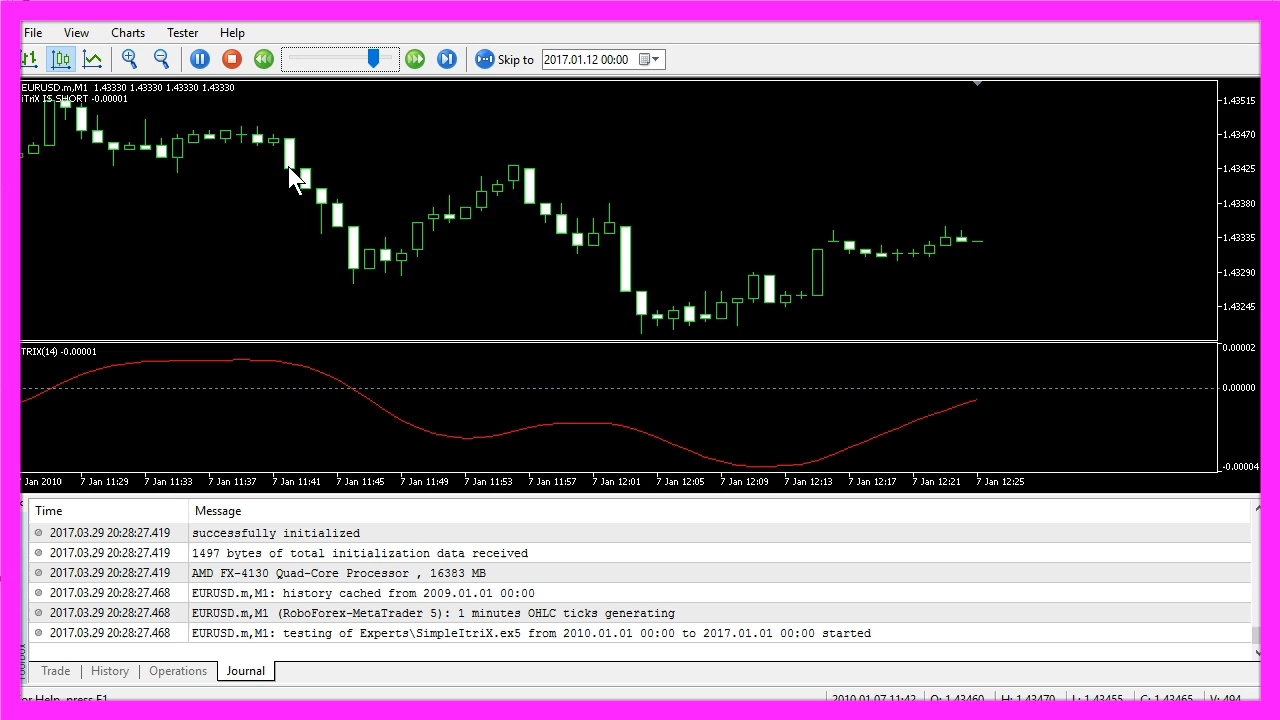 File View Charts Tester Help
Skip to 2017.01.12 00:00
EURUSD.m,M1 1.43330 1.43330 1.43330 1.43330
iTriX IS SHORT -0.00001
1.43515
1.43470
1.43425
1.43380
1.43335
1.43290
1.43245
TRIX(14) -0.00001
0.00002
0.00000
-0.00004
Jan 2010 7 Jan 11:29 7 Jan 11:33 7 Jan 11:37 7 Jan 11:41 7 Jan 11:45 7 Jan 11:49 7 Jan 11:53 7 Jan 11:57 7 Jan 12:01 7 Jan 12:05 7 Jan 12:09 7 Jan 12:13 7 Jan 12:17 7 Jan 12:21 7 Jan 12:25
Time Message
2017.03.29 20:28:27.419 successfully initialized
2017.03.29 20:28:27.419 1497 bytes of total initialization data received
2017.03.29 20:28:27.419 AMD FX-4130 Quad-Core Processor , 16383 MB
2017.03.29 20:28:27.468 EURUSD.m,M1: history cached from 2009.01.01 00:00
2017.03.29 20:28:27.468 EURUSD.m,M1 (RoboForex-MetaTrader 5): 1 minutes OHLC ticks generating
2017.03.29 20:28:27.468 EURUSD.m,M1: testing of Experts\SimpleItriX.ex5 from 2010.01.01 00:00 to 2017.01.01 00:00 started
Toolbox
Trade History Operations Journal
or Help, press F1 2010.01.07 11:42 O: 1.43460 H: 1.43470 L: 1.43455 C: 1.43465 V: 494